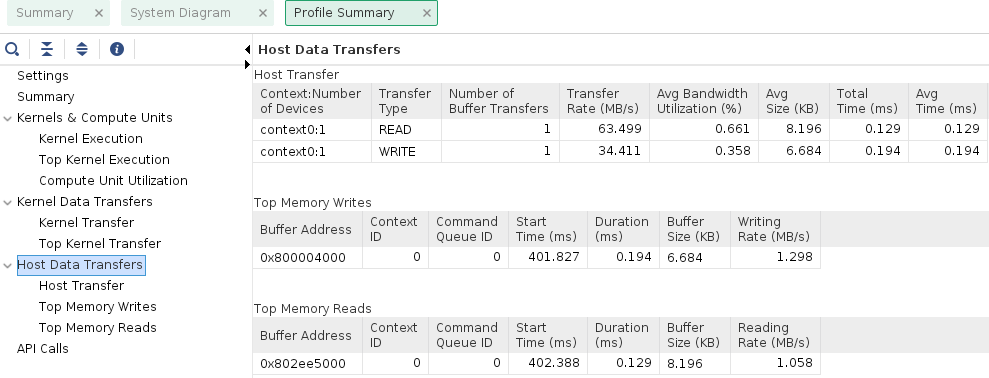 Summary
System Diagram
Profile Summary
Settings
Summary
Kernels & Compute Units
Kernel Execution
Top Kernel Execution
Compute Unit Utilization
Kernel Data Transfers
Kernel Transfer
Top Kernel Transfer
Host Data Transfers
Host Transfer
Top Memory Writes
Top Memory Reads
API Calls
Host Data Transfers
Host Transfer
Context:Number of Devices Transfer Type Number of Buffer Transfers Transfer Rate (MB/s) Avg Bandwidth Utilization (%) Avg Size (KB) Total Time (ms) Avg Time (ms)
context0:1 READ 1 63.499 0.661 8.196 0.129 0.129
context0:1 WRITE 1 34.411 0.358 6.684 0.194 0.194
Top Memory Writes
Buffer Address Context ID Command Queue ID Start Time (ms) Duration (ms) Buffer Size (KB) Writing Rate (MB/s)
0x800004000 0 0 401.827 0.194 6.684 1.298
Top Memory Reads
Buffer Address Context ID Command Queue ID Start Time (ms) Duration (ms) Buffer Size (KB) Reading Rate (MB/s)
0x802ee5000 0 0 402.388 0.129 8.196 1.058